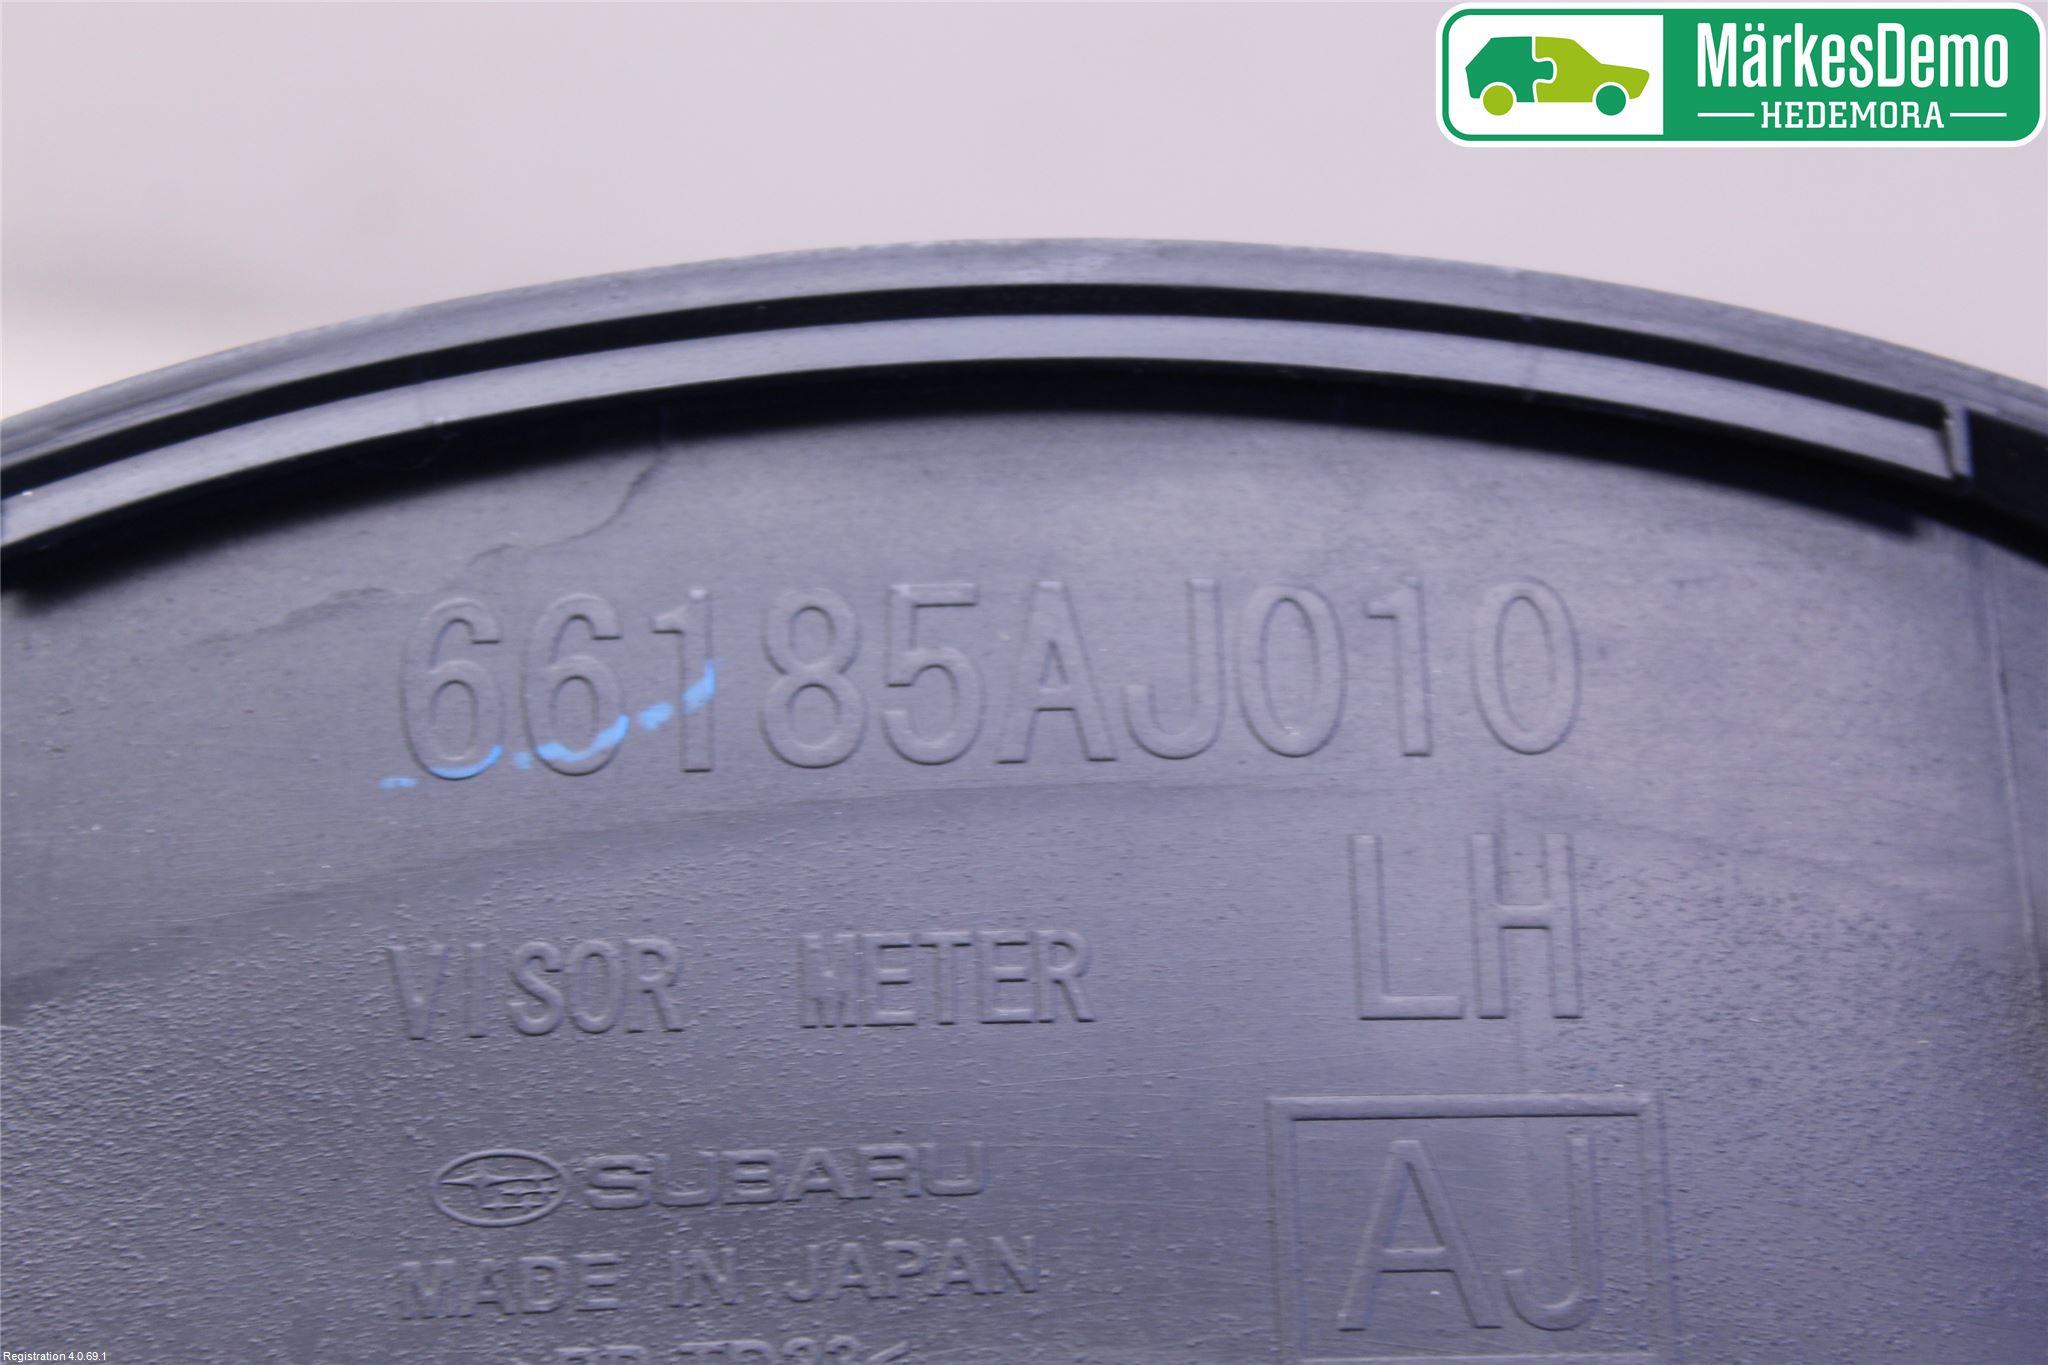 MärkesDemo
HEDEMORA
66185AJ010
LH
VISOR METER
SUBARU
AJ
MADE IN JAPAN
Registration 4.0.69.1